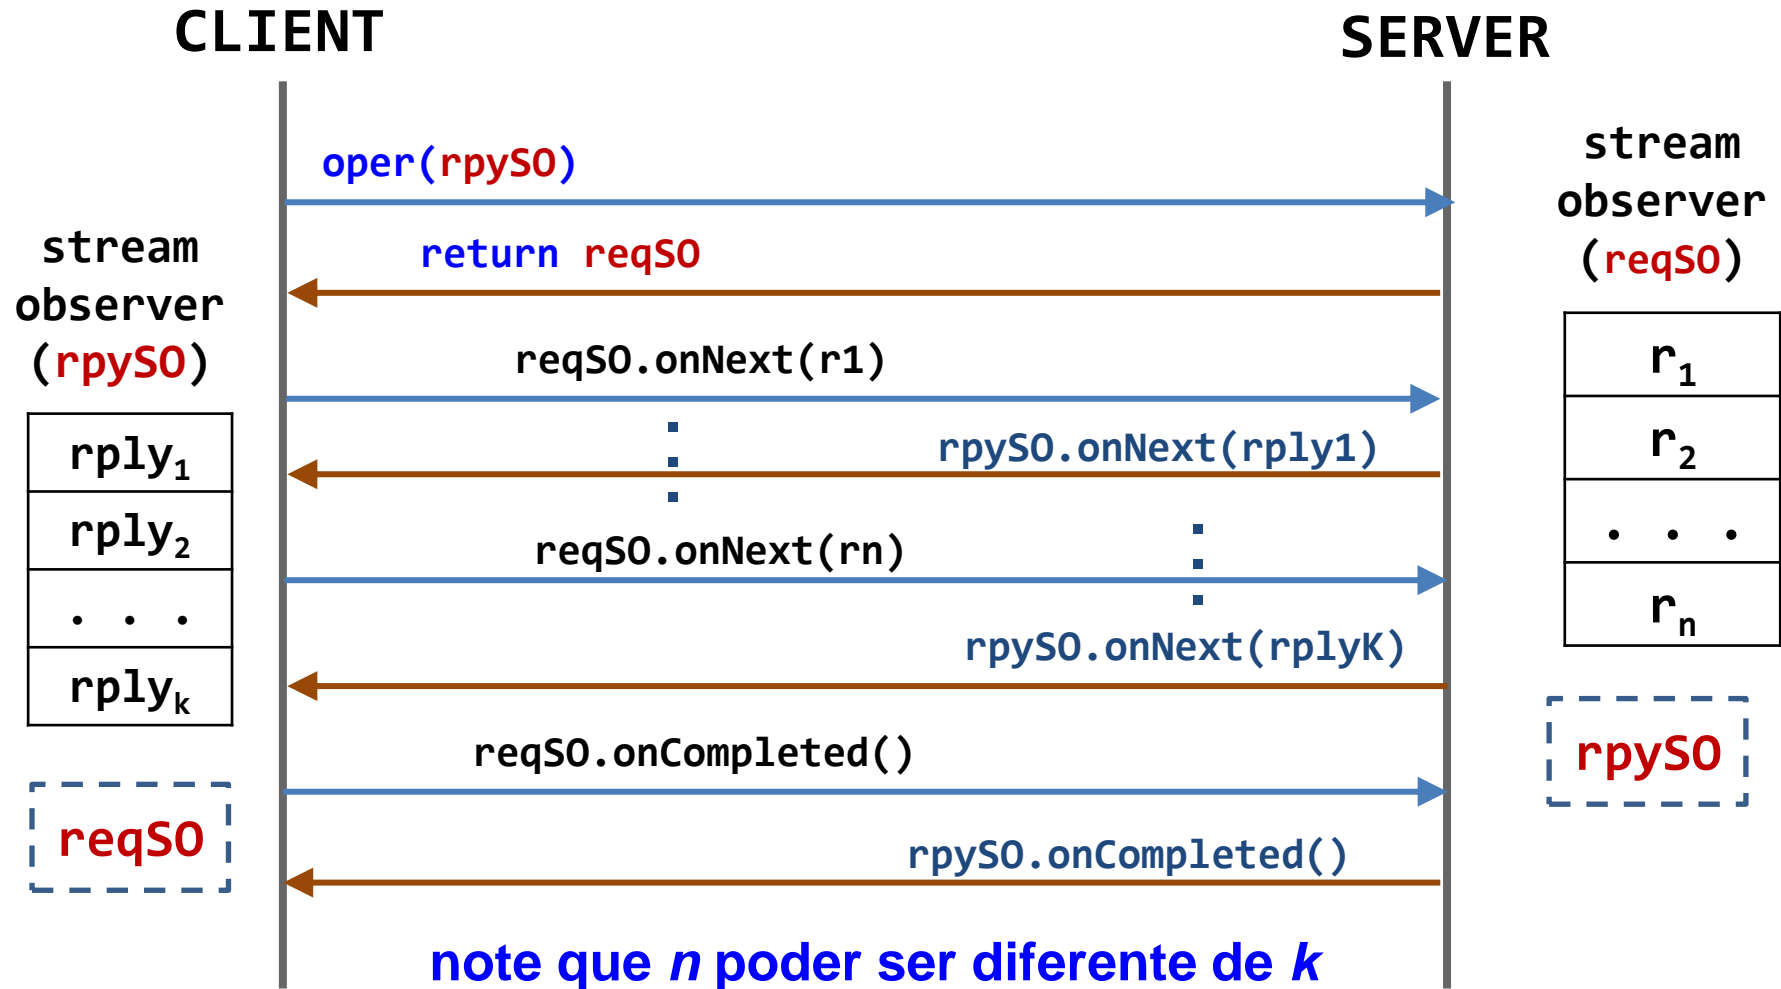 CLIENT
SERVER
oper(rpySO)
return reqSO
reqSO.onNext(r1)
rpySO.onNext(rply1)
reqSO.onNext(rn)
rpySO.onNext(rplyK)
reqSO.onCompleted()
rpySO.onCompleted()
note que n poder ser diferente de k
stream
observer
(rpySO)
rply1
rply2
. . .
rplyk
reqSO
stream
observer
(reqSO)
r1
r2
. . .
rn
rpySO